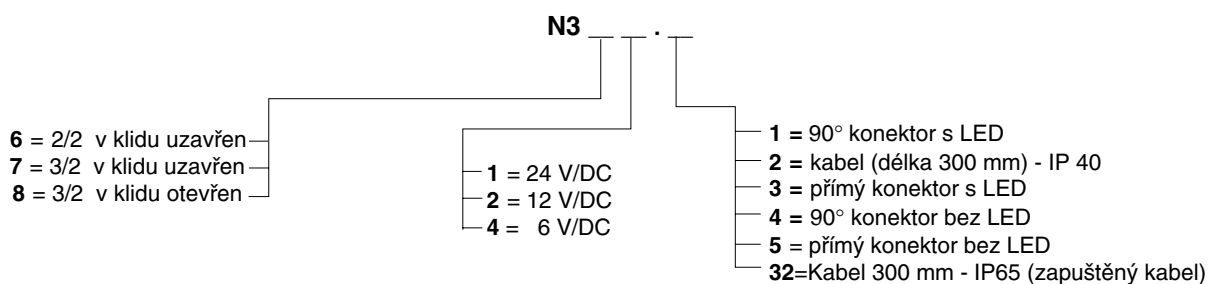 N3 __ __ . __
6 = 2/2 v klidu uzavřen
7 = 3/2 v klidu uzavřen
8 = 3/2 v klidu otevřen
1 = 24 V/DC
2 = 12 V/DC
4 = 6 V/DC
1 = 90° konektor s LED
2 = kabel (délka 300 mm) - IP 40
3 = přímý konektor s LED
4 = 90° konektor bez LED
5 = přímý konektor bez LED
32=Kabel 300 mm - IP65 (zapuštěný kabel)